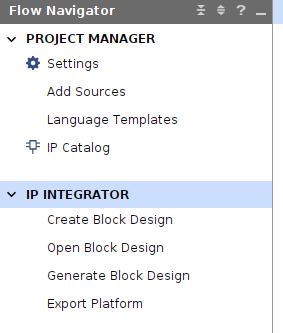 Flow Navigator ?
PROJECT MANAGER
Settings
Add Sources
Language Templates
IP Catalog
IP INTEGRATOR
Create Block Design
Open Block Design
Generate Block Design
Export Platform